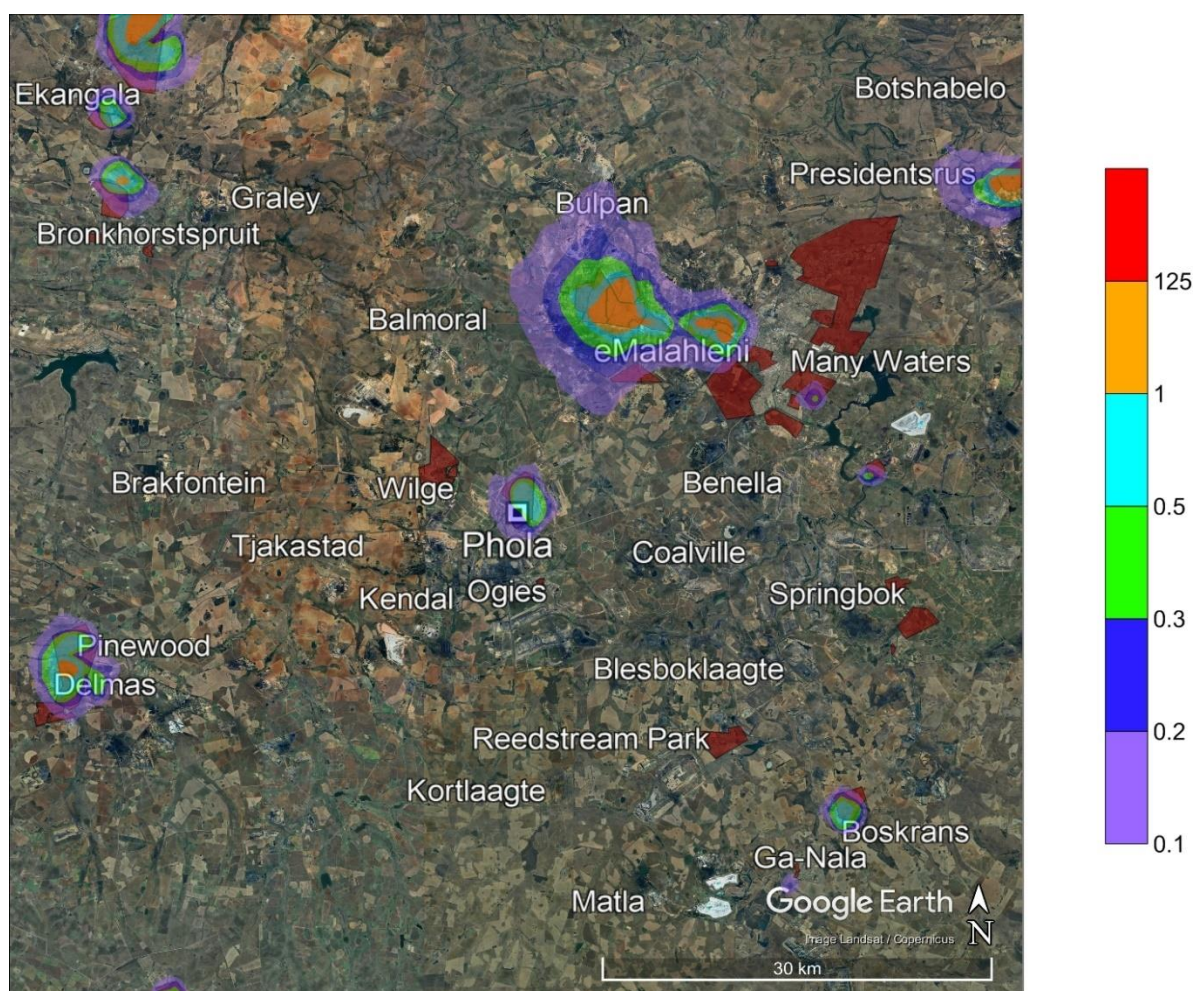 Ekangala
Botshabelo
Presidentsrus
Graley
Bulpan
Bronkhorstspruit
Balmoral
eMalahleni
Many Waters
Brakfontein
Wilge
Benella
Phola
Tjakastad
Coalville
Kendal
Ogies
Springbok
Pinewood
Blesboklaagte
Delmas
Reedstream Park
Kortlaagte
Boskrans
Ga-Nala
Matla
Google Earth
Image Landsat / Copernicus
N
30 km
125
1
0.5
0.3
0.2
0.1